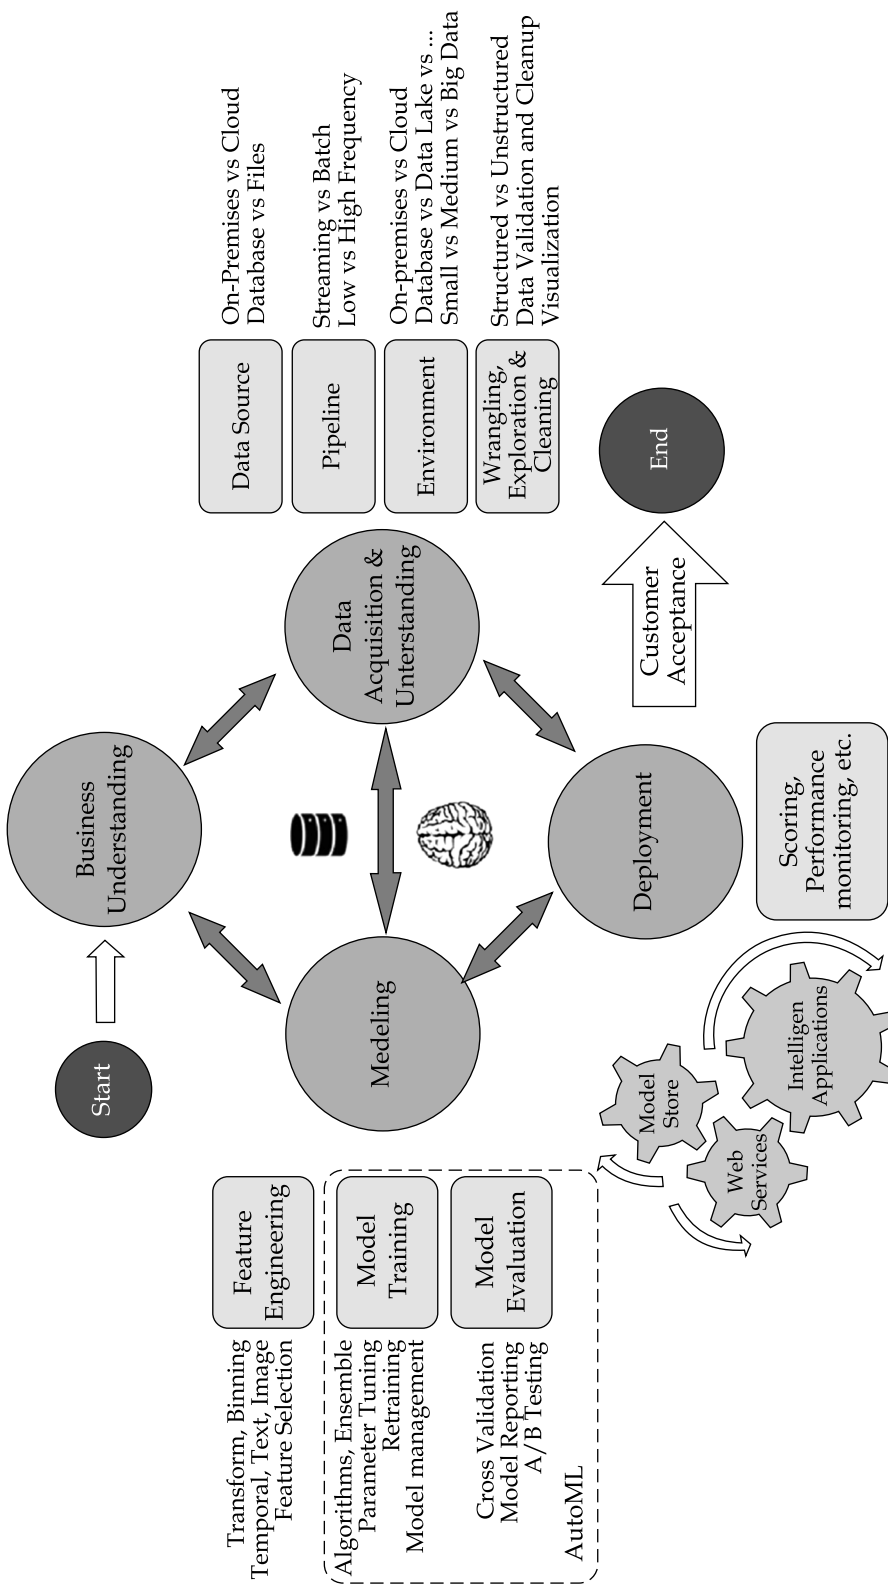 Start
Business
Understanding
Feature
Engineering
Transform, Binning
Temporal, Text, Image
Feature Selection
Model
Training
Algorithms, Ensemble
Parameter Tuning
Retraining
Model management
Model
Evaluation
Cross Validation
Model Reporting
A/B Testing
AutoML
Medeling
Data
Acquisition &
Unterstanding
Data Source
On-Premises vs Cloud
Database vs Files
Pipeline
Streaming vs Batch
Low vs High Frequency
Environment
On-premises vs Cloud
Database vs Data Lake vs ...
Small vs Medium vs Big Data
Wrangling,
Exploration &
Cleaning
Structured vs Unstructured
Data Validation and Cleanup
Visualization
Deployment
Customer
Acceptance
End
Model
Store
Web
Services
Intelligen
Applications
Scoring,
Performance
monitoring, etc.